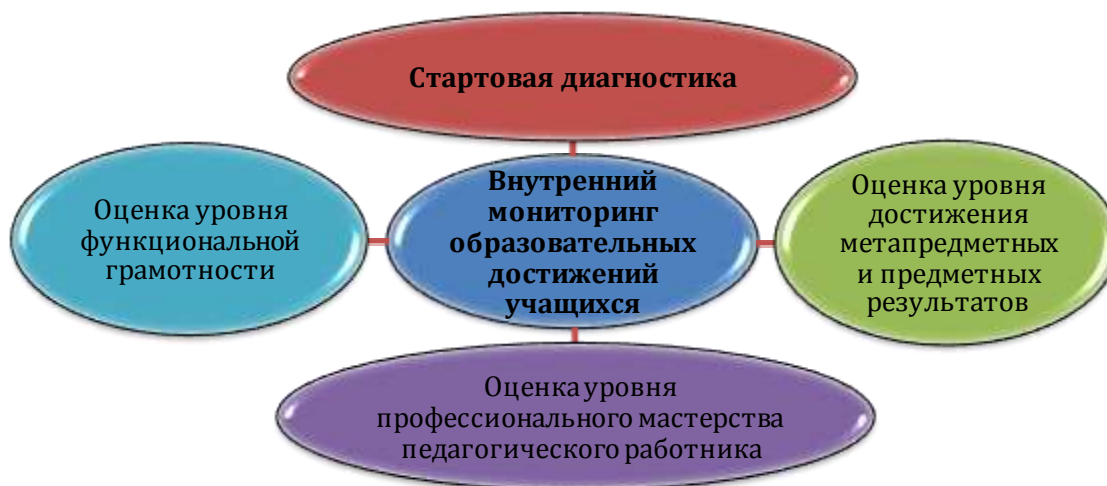 Стартовая диагностика
Оценка уровня
функциональной
грамотности
Внутренний
мониторинг
образовательных
достижений
учащихся
Оценка уровня
достижения
метапредметных
и предметных
результатов
Оценка уровня
профессионального мастерства
педагогического работника